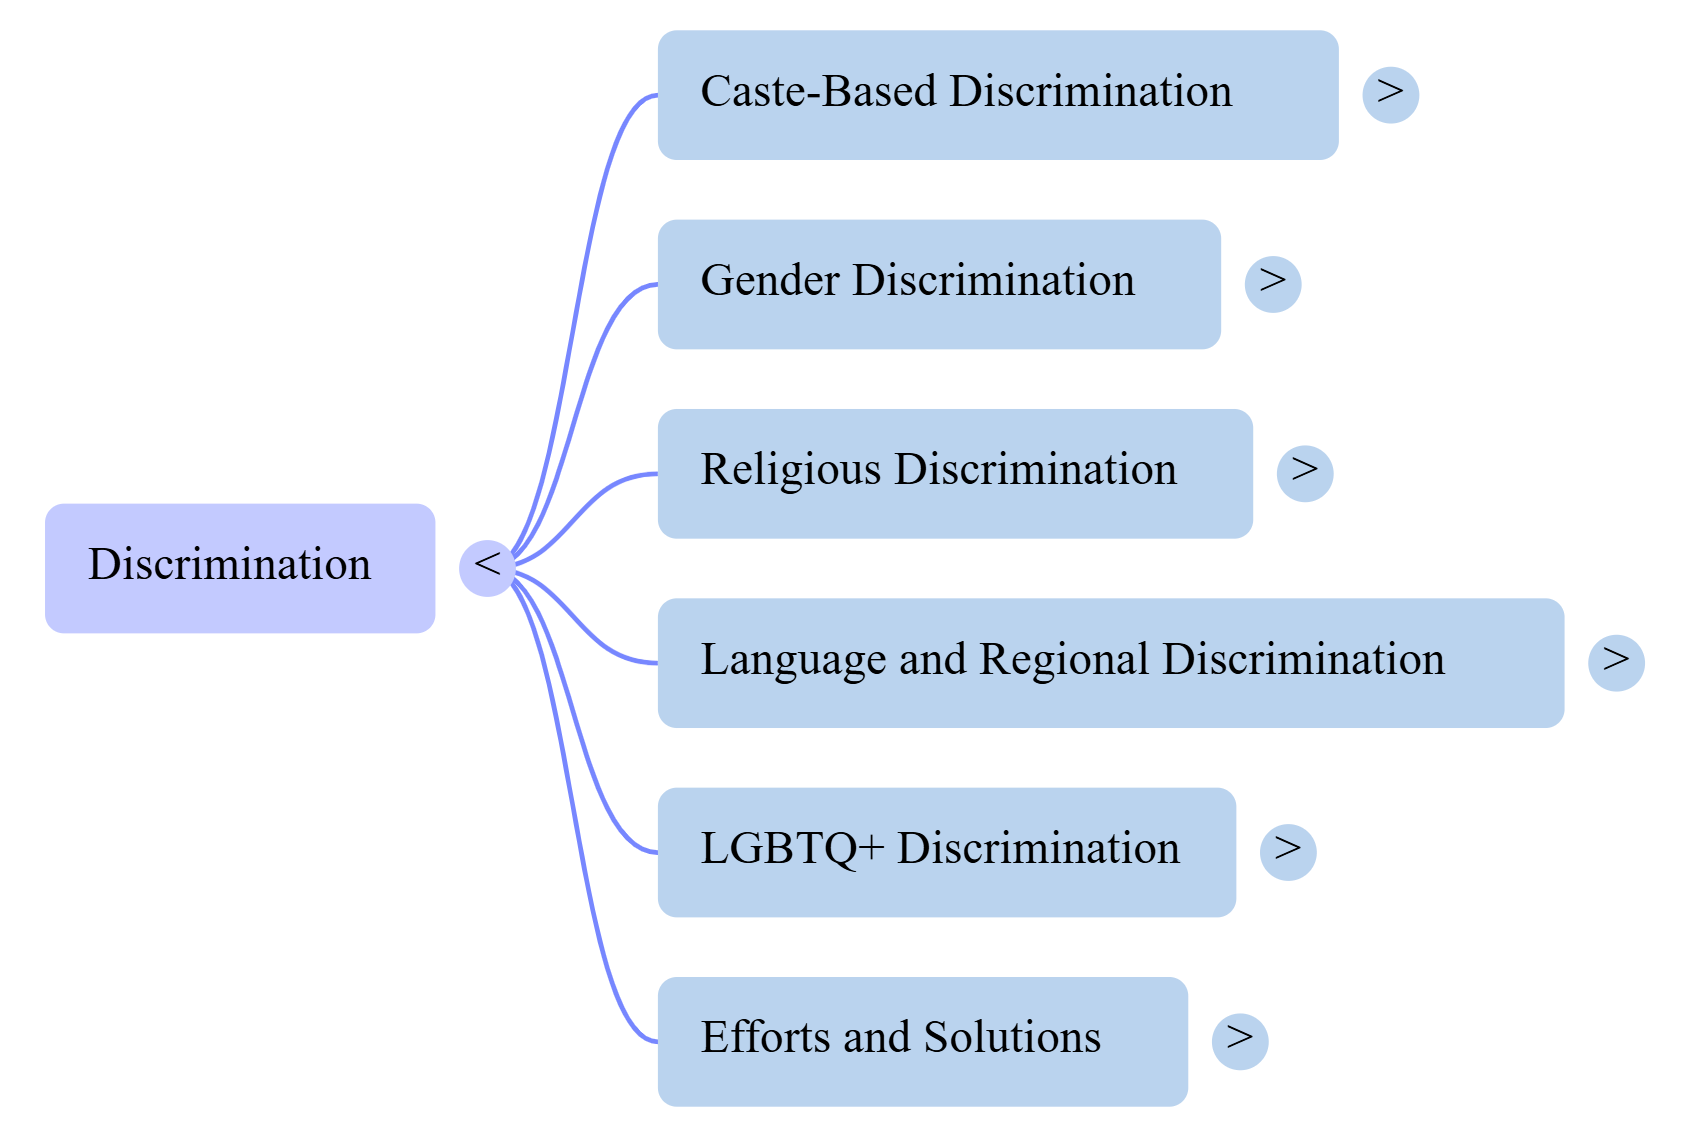 Caste-Based Discrimination >
Gender Discrimination >
Religious Discrimination >
Discrimination <
Language and Regional Discrimination >
LGBTQ+ Discrimination >
Efforts and Solutions >